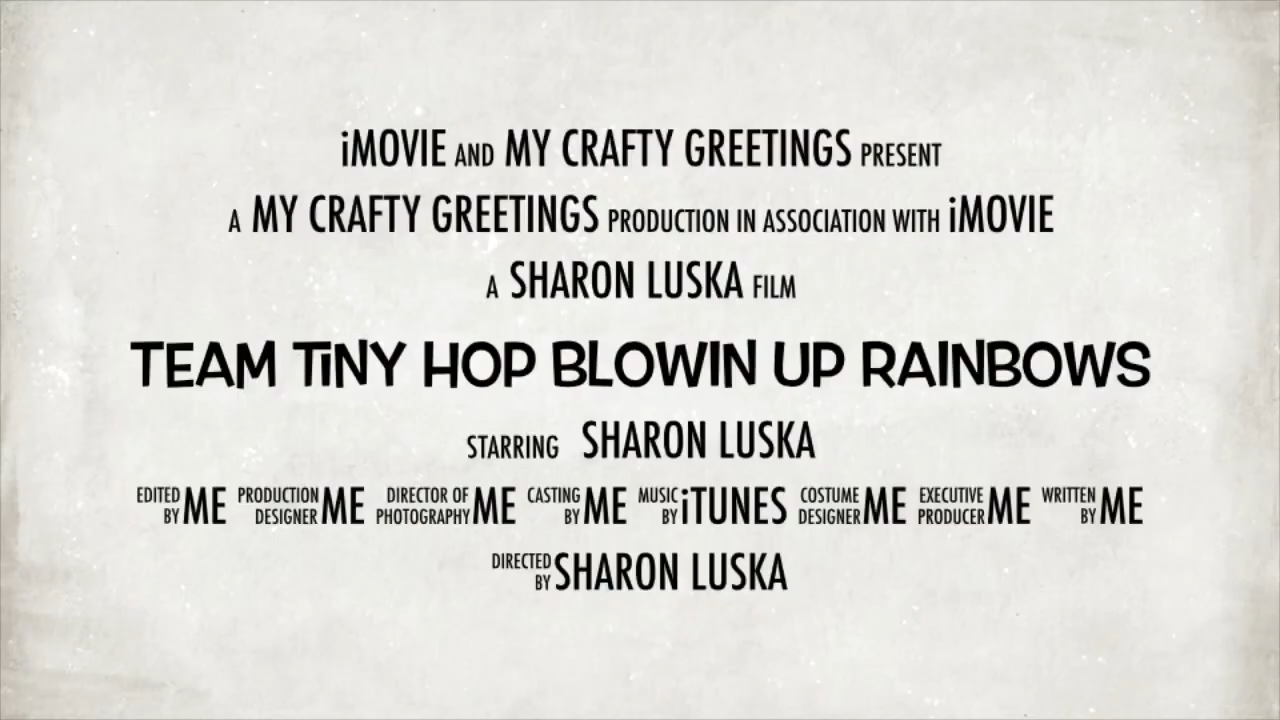 iMOVIE AND MY CRAFTY GREETINGS PRESENT
A MY CRAFTY GREETINGS PRODUCTION IN ASSOCIATION WITH iMOVIE
A SHARON LUSKA FILM
TEAM TiNY HOP BLOWIN UP RAINBOWS
STARRING SHARON LUSKA
EDITED BY ME PRODUCTION DESIGNER ME DIRECTOR OF PHOTOGRAPHY ME CASTING BY ME MUSIC BY iTUNES COSTUME DESIGNER ME EXECUTIVE PRODUCER ME WRITTEN BY ME
DIRECTED BY SHARON LUSKA